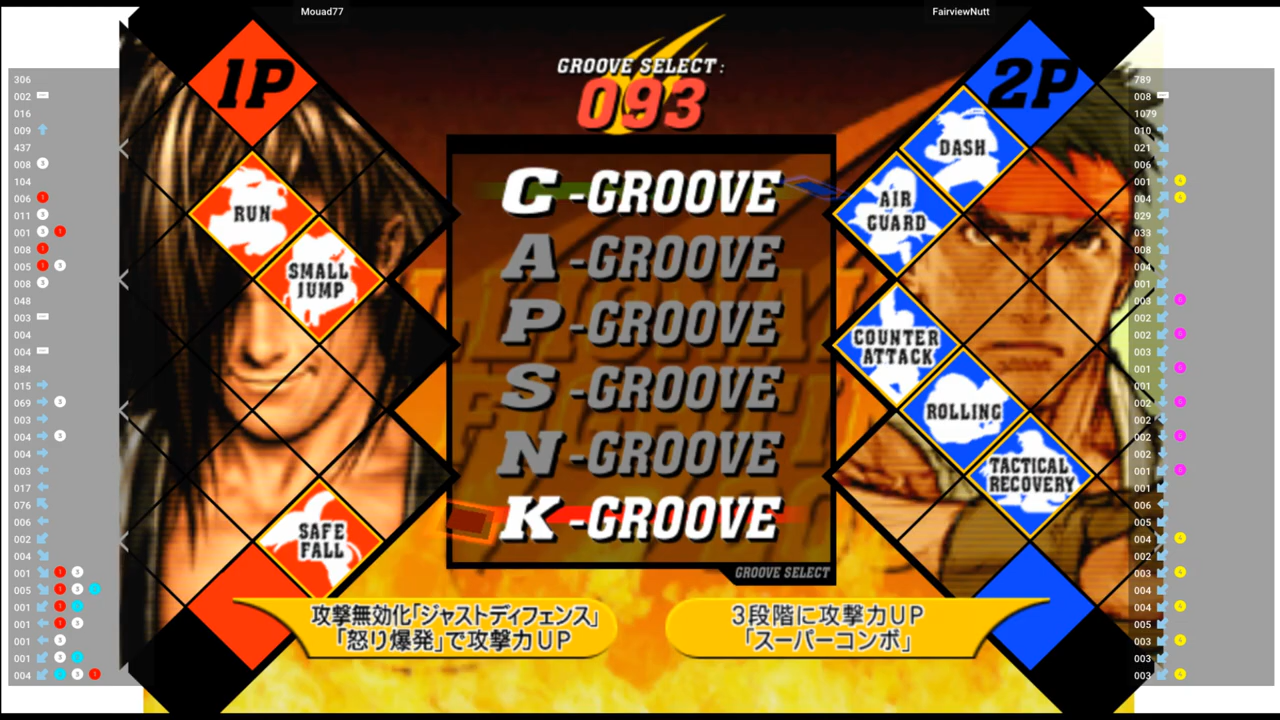 Mouad77
FairviewNutt
1P
2P
GROOVE SELECT:
093
RUN
SMALL
JUMP
SAFE
FALL
C-GROOVE
A-GROOVE
P-GROOVE
S-GROOVE
N-GROOVE
K-GROOVE
GROOVE SELECT
DASH
AIR
GUARD
COUNTER
ATTACK
ROLLING
TACTICAL
RECOVERY
攻撃無効化「ジャストディフェンス」
「怒り爆発」で攻撃力UP
3段階に攻撃力UP
「スーパーコンボ」
306
002
016
009
437
008
104
006
011
001
008
005
008
048
003
004
004
884
015
069
003
004
004
003
017
076
006
002
004
001
005
001
001
001
001
004
789
008
1079
010
021
006
001
004
029
033
008
004
001
003
002
002
003
001
001
002
002
002
002
001
001
006
005
004
002
003
004
004
005
003
003
003